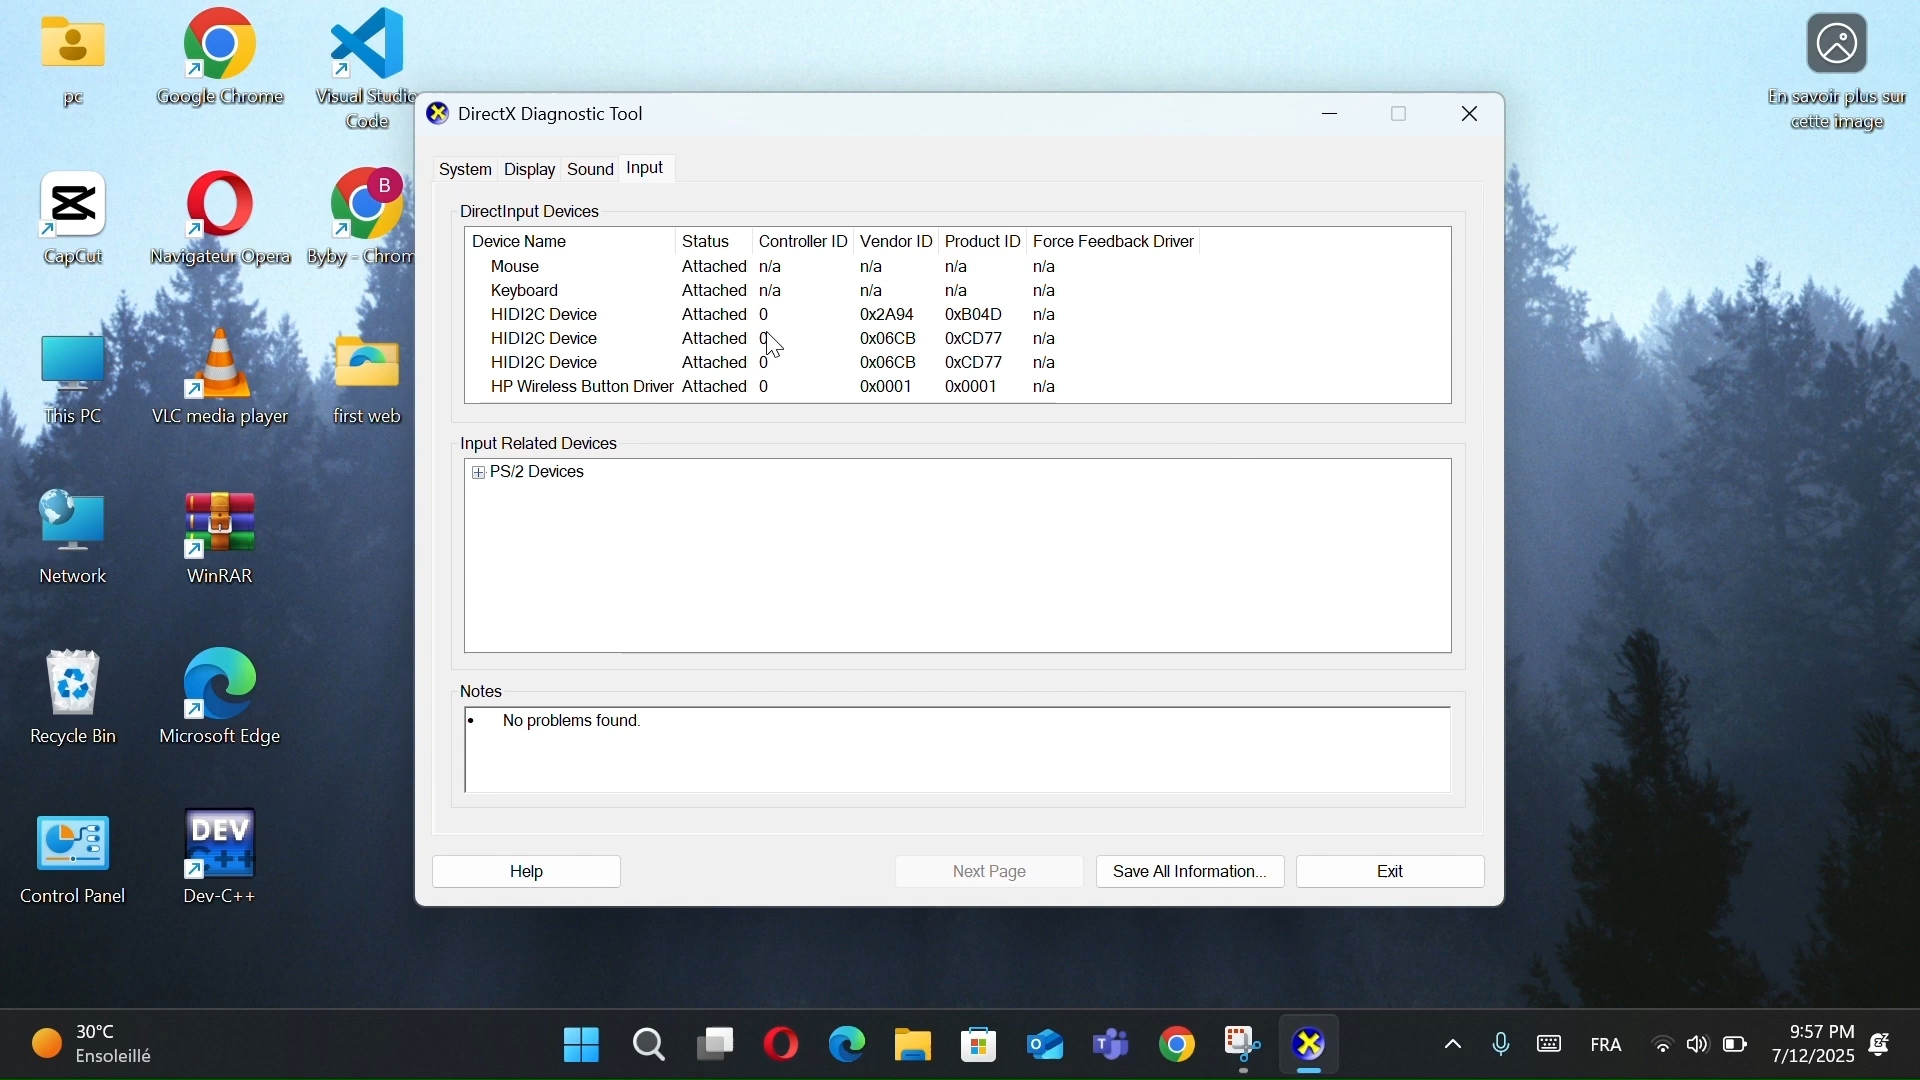 pc
Google Chrome
Visual Studio
Code
En savoir plus sur
cette image
CapCut
Navigateur Opera
B
Byby - Chrom
This PC
VLC media player
first web
Network
WinRAR
Recycle Bin
Microsoft Edge
Control Panel
DEV
C++
Dev-C++
DirectX Diagnostic Tool
System Display Sound Input
DirectInput Devices
Device Name Status Controller ID Vendor ID Product ID Force Feedback Driver
Mouse Attached n/a n/a n/a n/a
Keyboard Attached n/a n/a n/a n/a
HIDI2C Device Attached 0 0x2A94 0xB04D n/a
HIDI2C Device Attached 0 0x06CB 0xCD77 n/a
HIDI2C Device Attached 0 0x06CB 0xCD77 n/a
HP Wireless Button Driver Attached 0 0x0001 0x0001 n/a
Input Related Devices
PS/2 Devices
Notes
• No problems found.
Help Next Page Save All Information... Exit
30°C
Ensoleillé
FRA
9:57 PM
7/12/2025